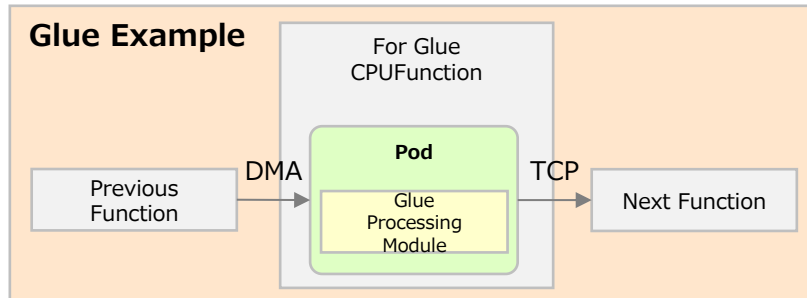 Glue Example
For Glue
CPUFunction
Pod
DMA
TCP
Previous
Function
Glue
Processing
Module
Next Function